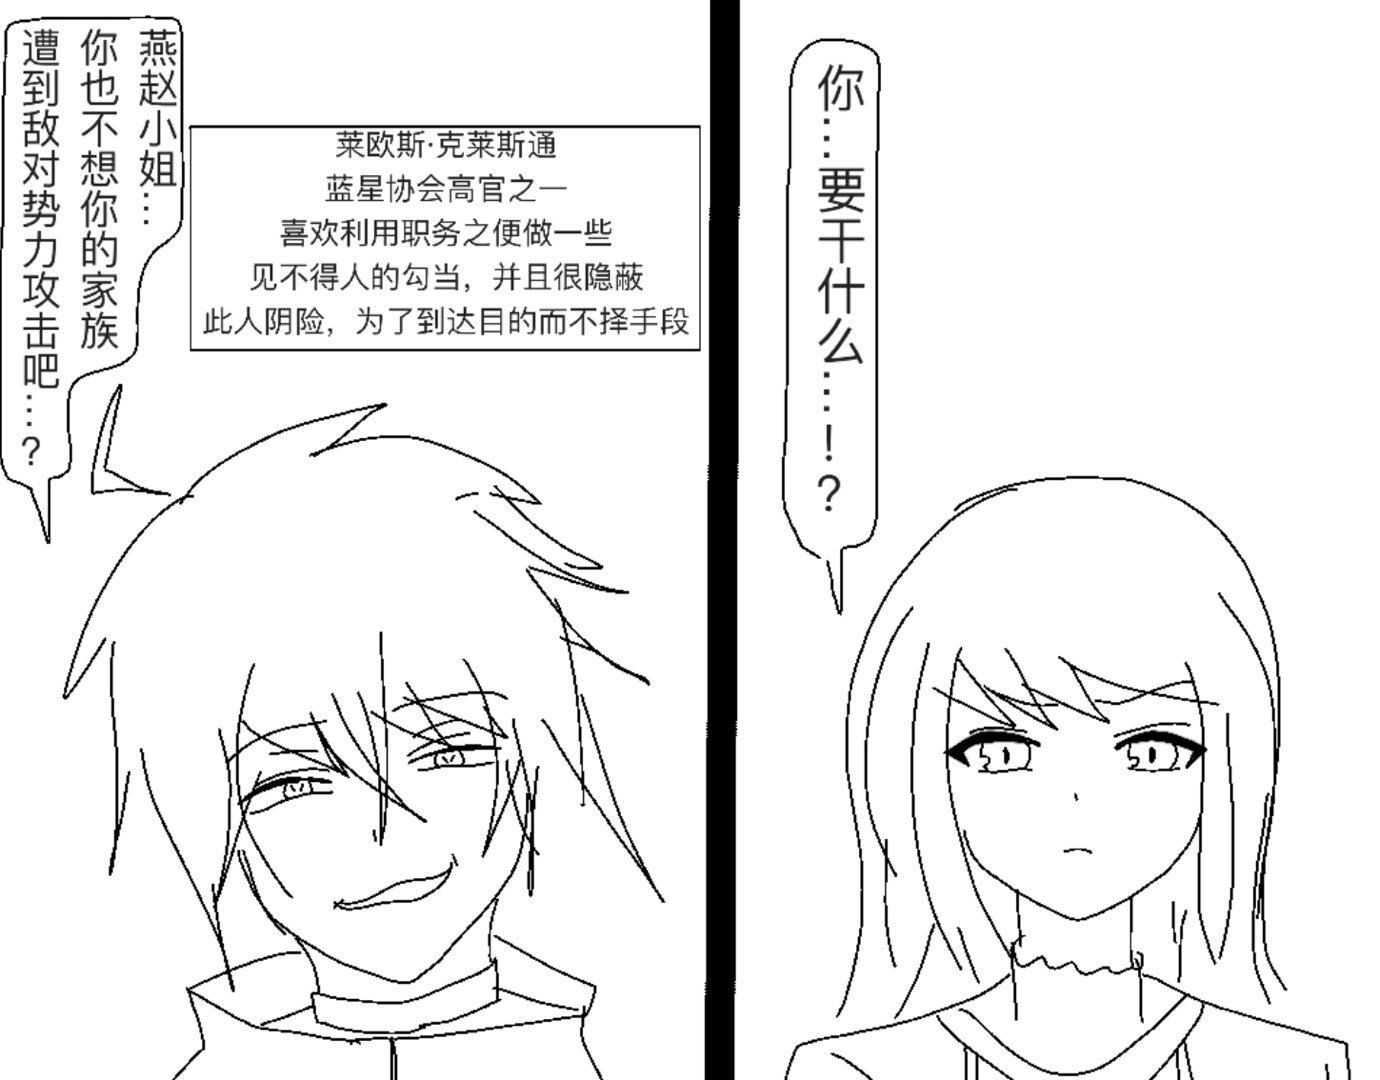 燕赵小姐…
你也不想你的家族
遭到敌对势力攻击吧…?
莱欧斯·克莱斯通
蓝星协会高官之一
喜欢利用职务之便做一些
见不得人的勾当，并且很隐蔽
此人阴险，为了到达目的而不择手段
你…要干什么…!?